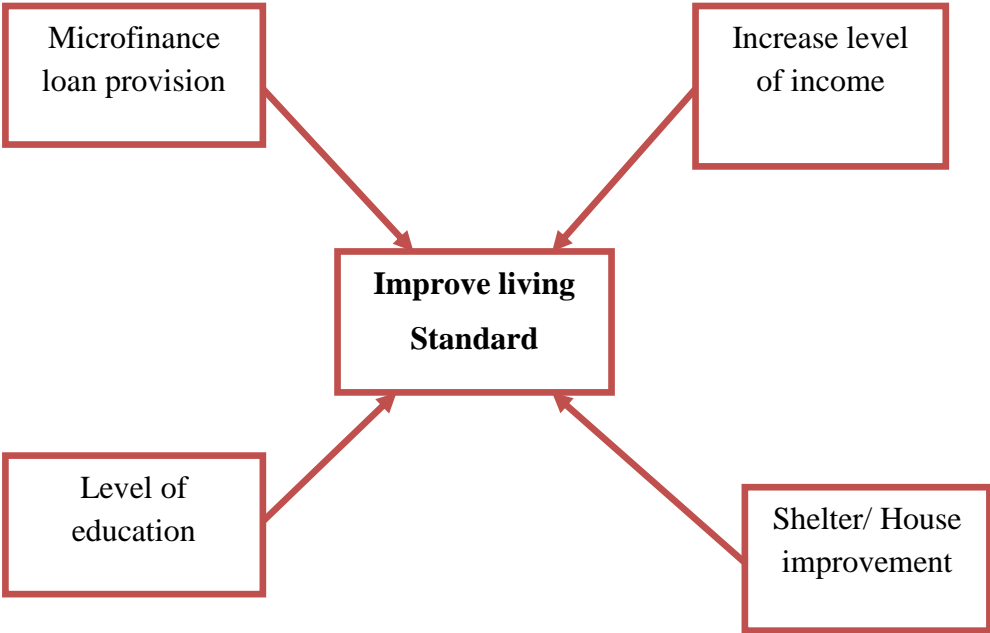 Microfinance
loan provision
Increase level
of income
Improve living
Standard
Level of
education
Shelter/ House
improvement